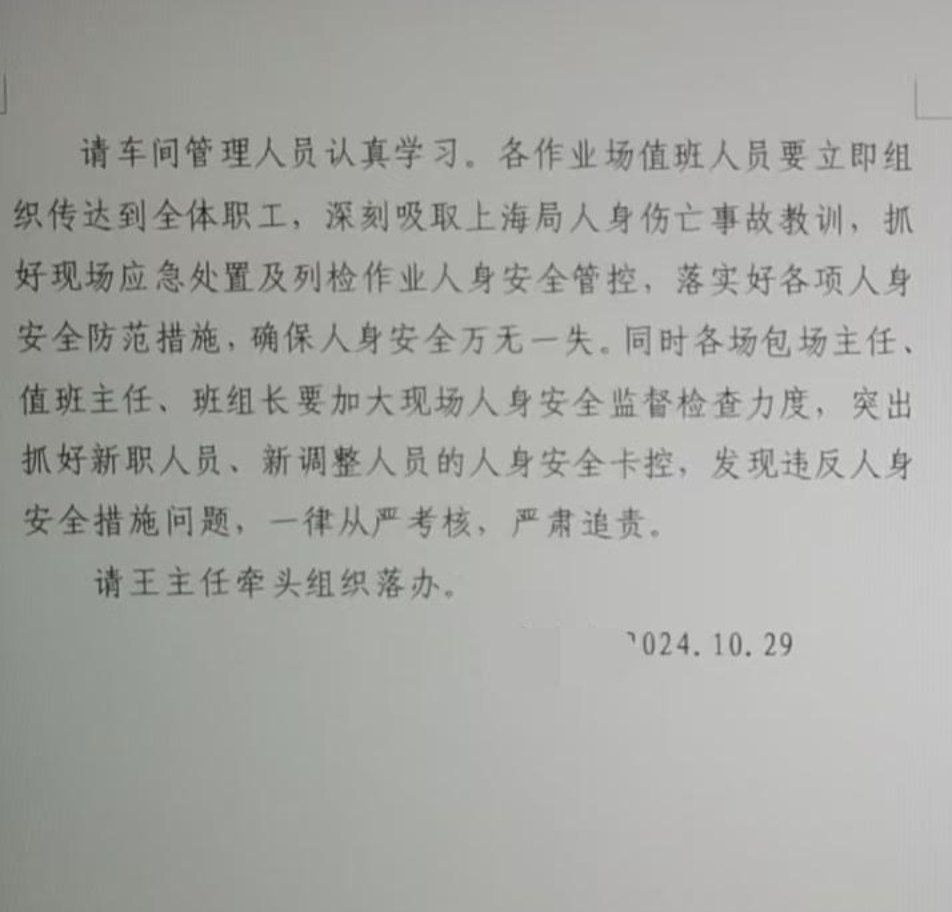 请车间管理人员认真学习。各作业场值班人员要立即组
织传达到全体职工，深刻吸取上海局人身伤亡事故教训，抓
好现场应急处置及列检作业人身安全管控，落实好各项人身
安全防范措施，确保人身安全万无一失。同时各场包场主任、
值班主任、班组长要加大现场人身安全监督检查力度，突出
抓好新职人员、新调整人员的人身安全卡控，发现违反人身
安全措施问题，一律从严考核，严肃追责。
请王主任牵头组织落办。
2024.10.29